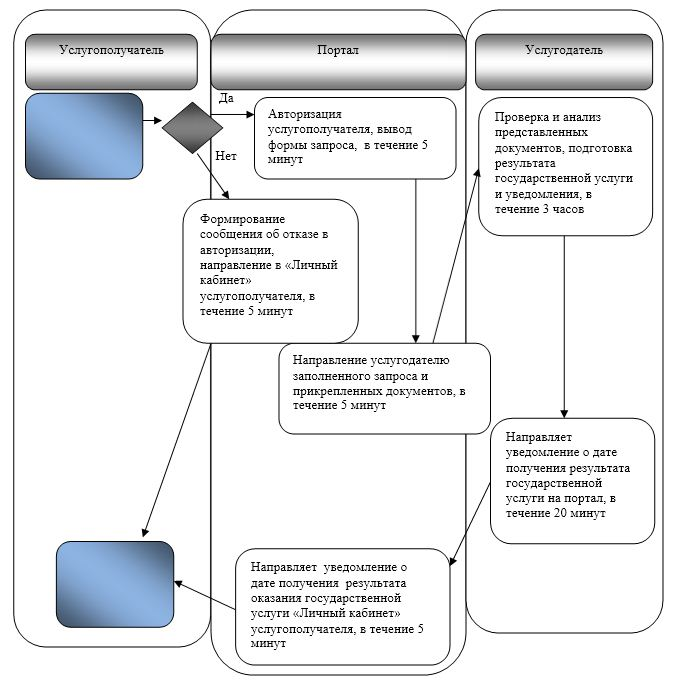 Услугополучатель
Портал
Услугодатель
Да
Авторизация
услугополучателя, вывод
формы запроса,  в течение 5
минут
Проверка и анализ
представленных
документов, подготовка
результата
государственной услуги
и уведомления, в
течение 3 часов
Нет
Формирование
сообщения об отказе в
авторизации,
направление в «Личный
кабинет»
услугополучателя, в
течение 5 минут
Направление услугодателю
заполненного запроса и
прикрепленных документов, в
течение 5 минут
Направляет
уведомление о дате
получения результата
государственной
услуги на портал, в
течение 20 минут
Направляет  уведомление о
дате получения  результата
оказания государственной
услуги «Личный кабинет»
услугополучателя, в течение 5
минут